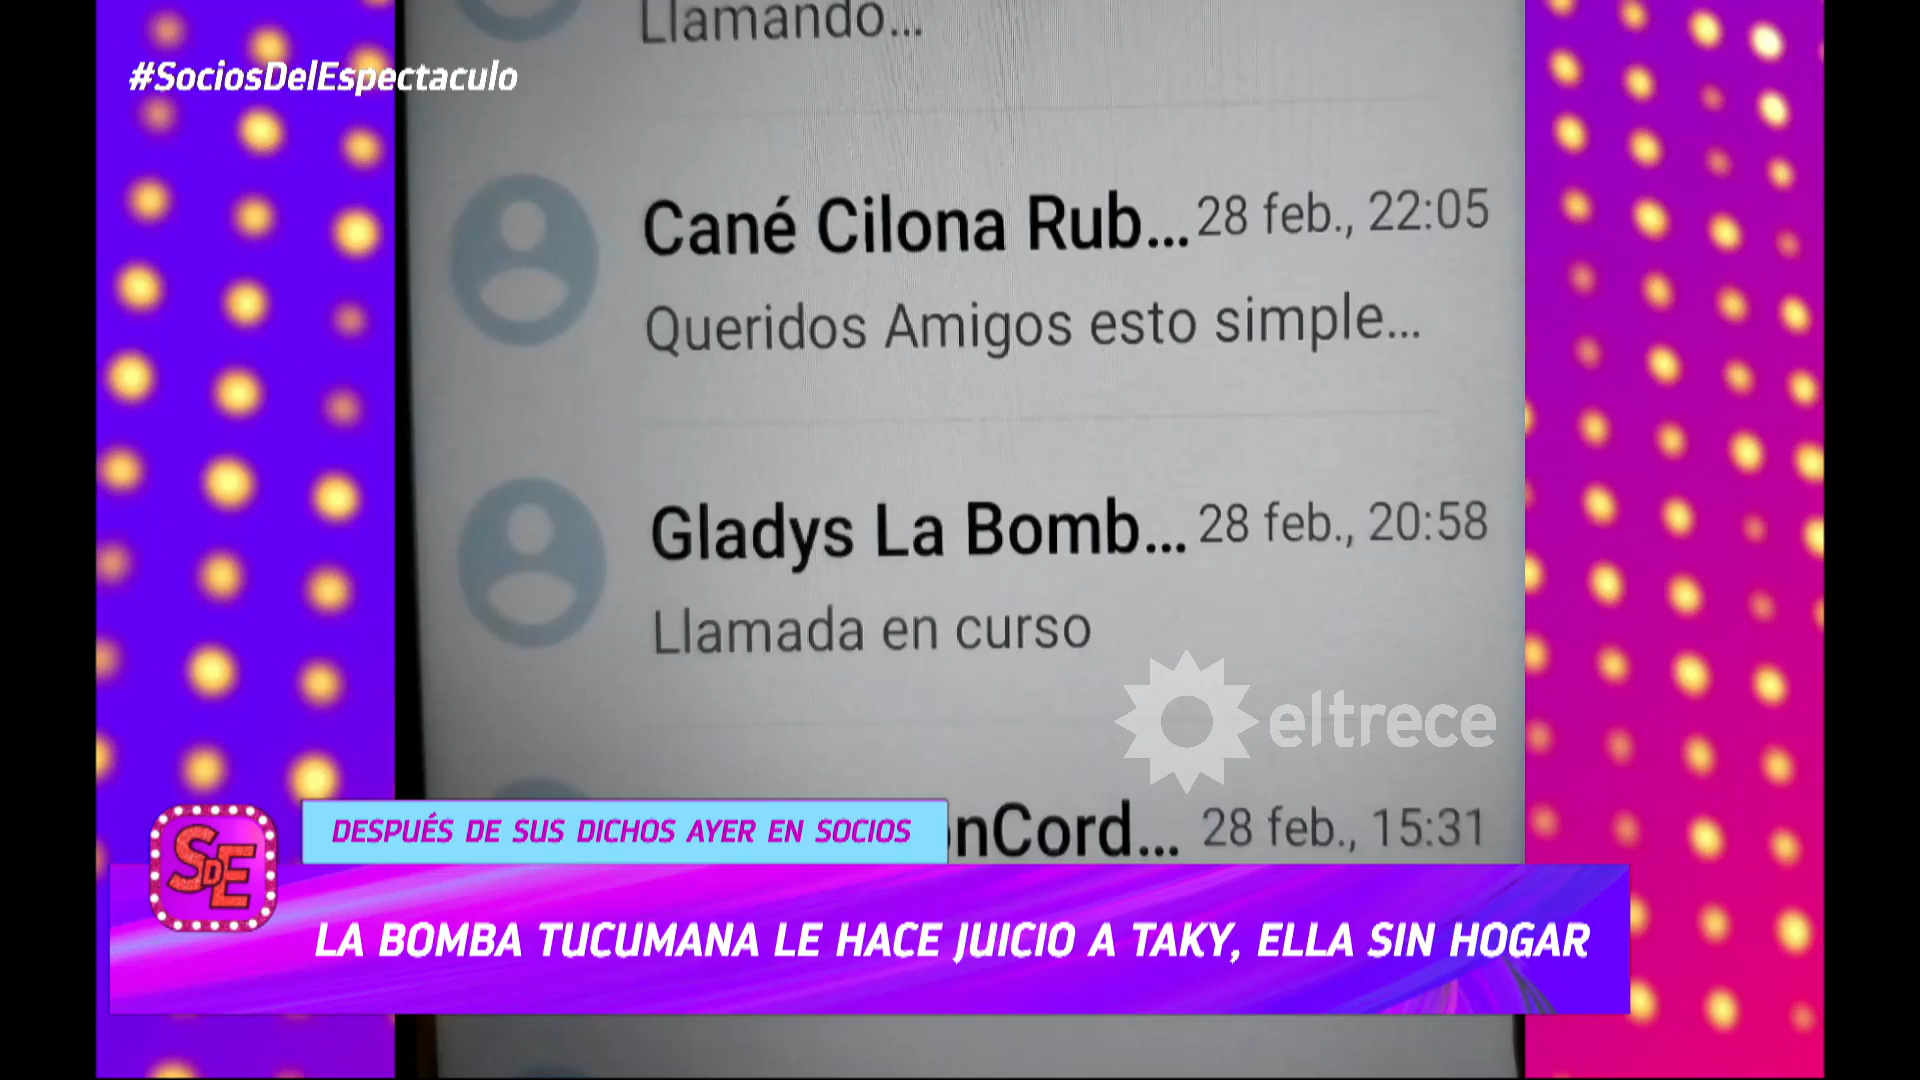 Llamando...
#SociosDelEspectaculo
Cané Cilona Rub... 28 feb., 22:05
Queridos Amigos esto simple...
Gladys La Bomb... 28 feb., 20:58
Llamada en curso
eltrece
DESPUÉS DE SUS DICHOS AYER EN SOCIOS
nCord... 28 feb., 15:31
SDE
LA BOMBA TUCUMANA LE HACE JUICIO A TAKY, ELLA SIN HOGAR